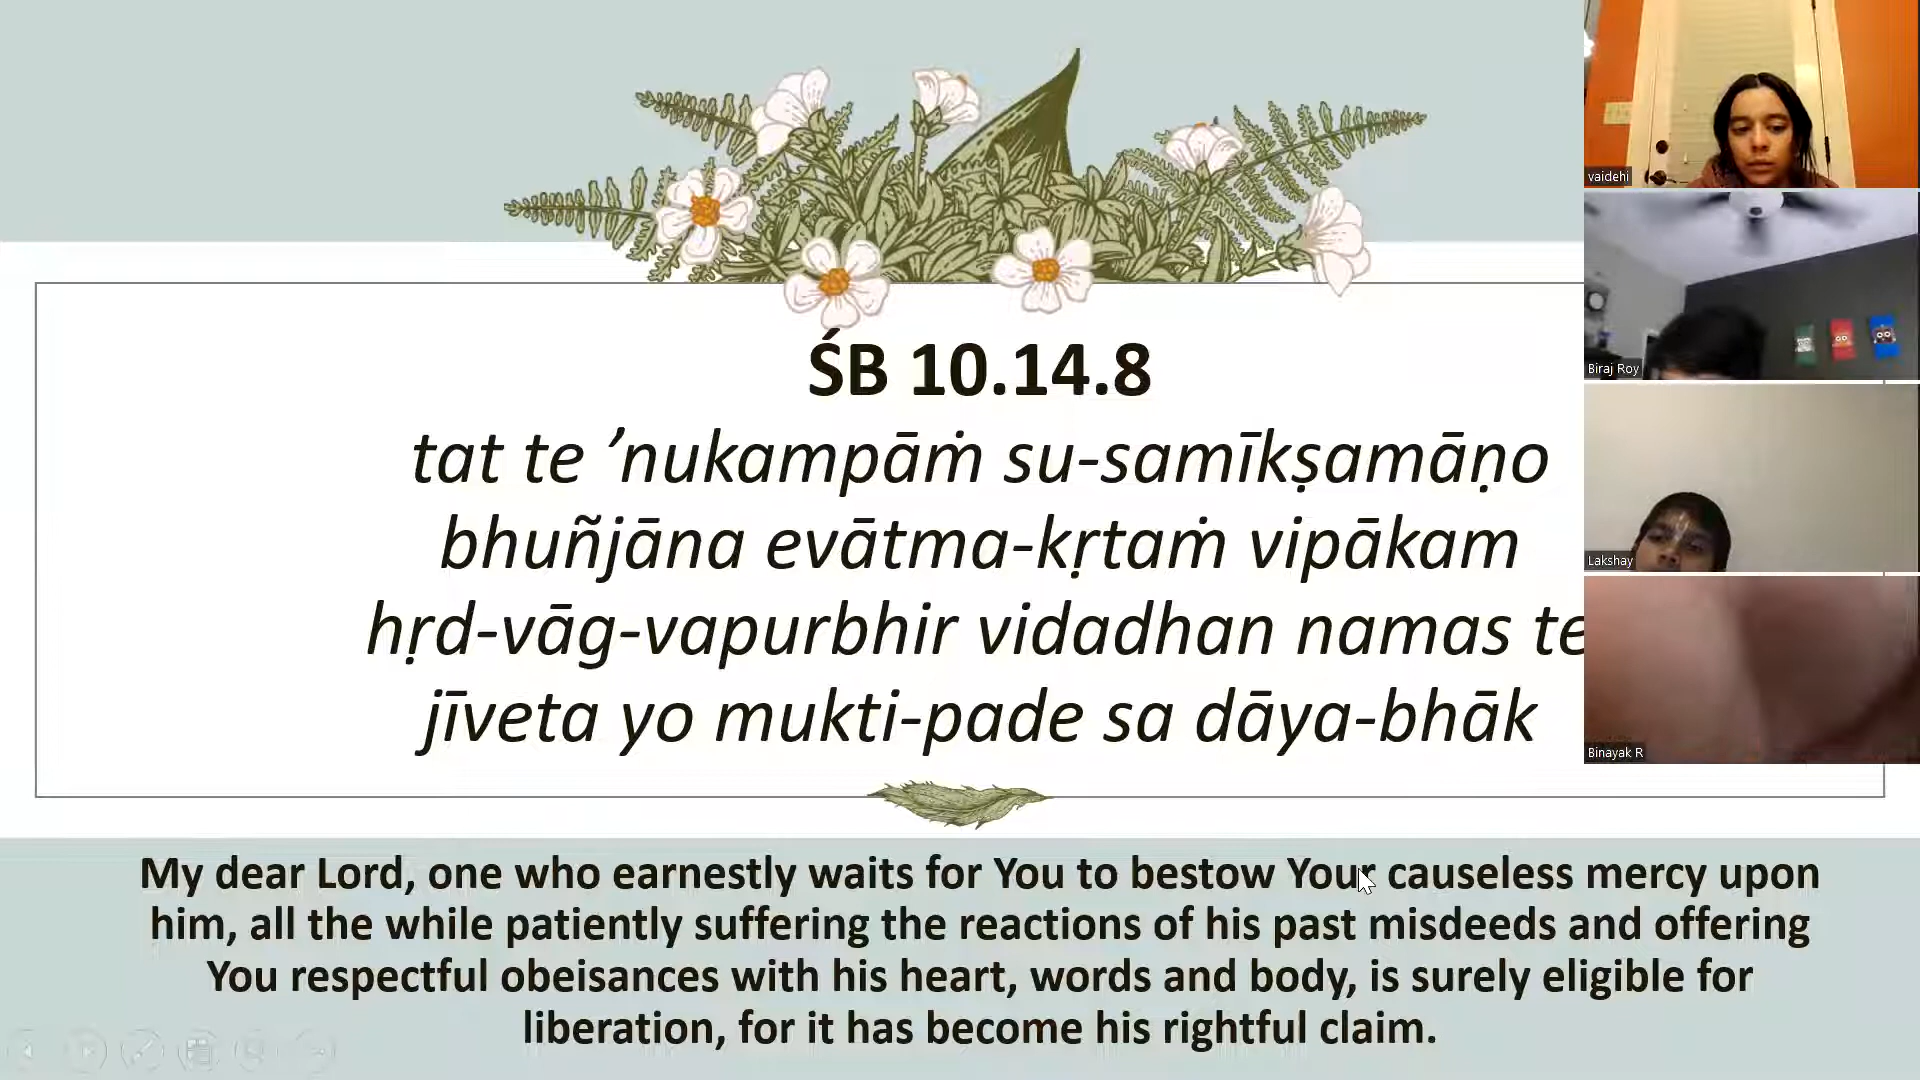 ŚB 10.14.8
tat te ’nukampāṁ su-samīkṣamāṇo
bhuñjāna evātma-kṛtaṁ vipākam
hṛd-vāg-vapurbhir vidadhan namas te
jīveta yo mukti-pade sa dāya-bhāk
My dear Lord, one who earnestly waits for You to bestow Your causeless mercy upon
him, all the while patiently suffering the reactions of his past misdeeds and offering
You respectful obeisances with his heart, words and body, is surely eligible for
liberation, for it has become his rightful claim.
vaidehi
Biraj Roy
Lakshay
Binayak R